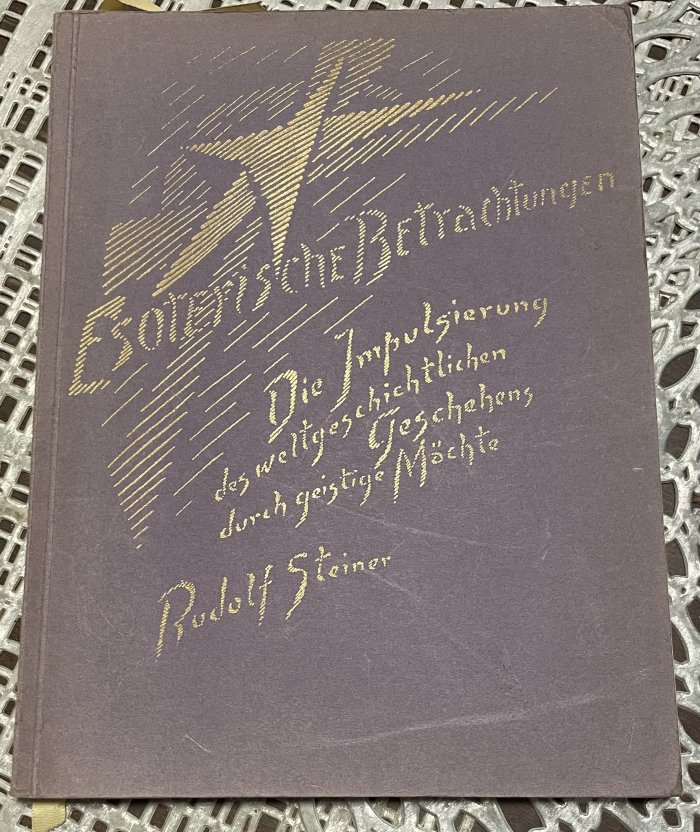 Esoterische Betrachtungen
Die Impulsierung
des weltgeschichtlichen
Geschehens
durch geistige Mächte
Rudolf Steiner